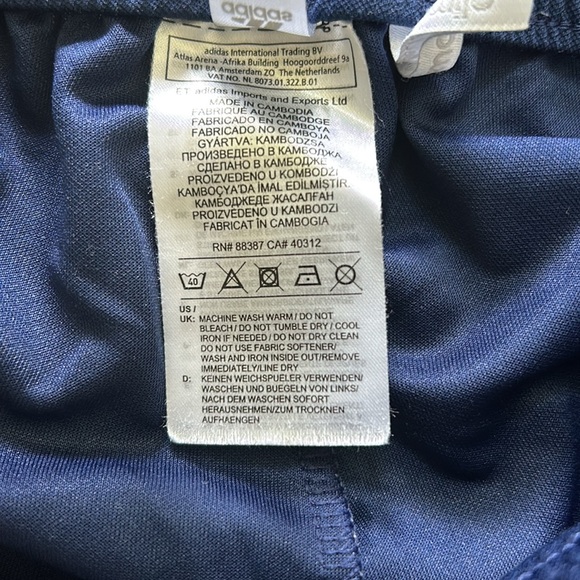 adidas
adidas International Trading BV
Atlas Arena -Afrika Building Hoogoorddreef 9a
1101 BA Amsterdam ZO The Netherlands
VAT NO. NL 8073.01.322.B.01
adidas Imports and Exports Ltd
MADE IN CAMBODIA
FABRIQUÉ AU CAMBODGE
FABRICADO EN CAMBOYA
FABRICADO NO CAMBOJA
GYÁRTVA: KAMBODZSA
ПРОИЗВЕДЕНО В КАМБОДЖА
СДЕЛАНО В КАМБОДЖЕ
PROIZVEDENO U KOMBODZI
KAMBOÇYA'DA İMAL EDİLMİŞTİR.
КАМБОДЖЕДЕ ЖАСАЛҒАН
PROIZVEDENO U KAMBODZI
FABRICAT ÎN CAMBOGIA
RN# 88387 CA# 40312
40
US /
UK: MACHINE WASH WARM / DO NOT
BLEACH / DO NOT TUMBLE DRY / COOL
IRON IF NEEDED / DO NOT DRY CLEAN
DO NOT USE FABRIC SOFTENER/
WASH AND IRON INSIDE OUT/REMOVE
IMMEDIATELY/LINE DRY
D: KEINEN WEICHSPUELER VERWENDEN/
WASCHEN UND BUEGELN VON LINKS/
NACH DEM WASCHEN SOFORT
HERAUSNEHMEN/ZUM TROCKNEN
AUFHAENGEN